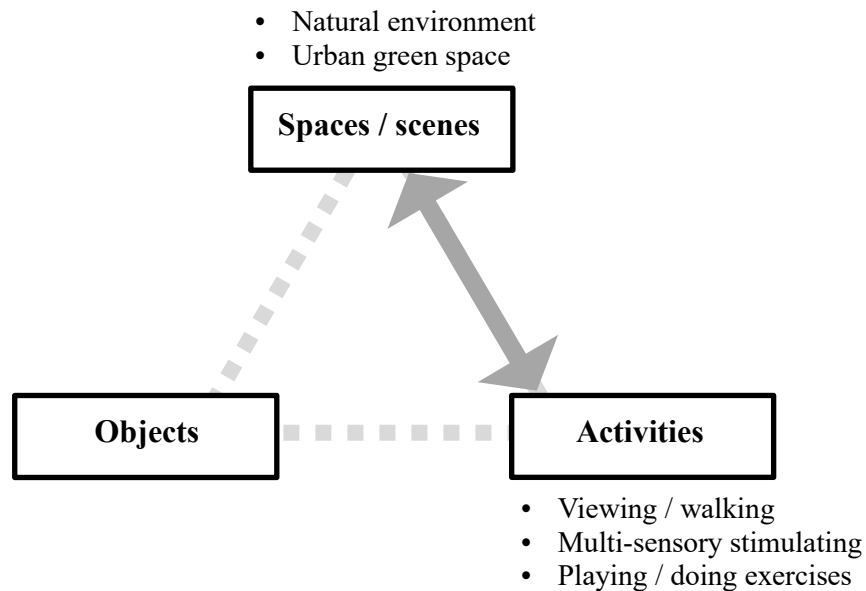 • Natural environment
• Urban green space
Spaces / scenes
Objects
Activities
• Viewing / walking
• Multi-sensory stimulating
• Playing / doing exercises